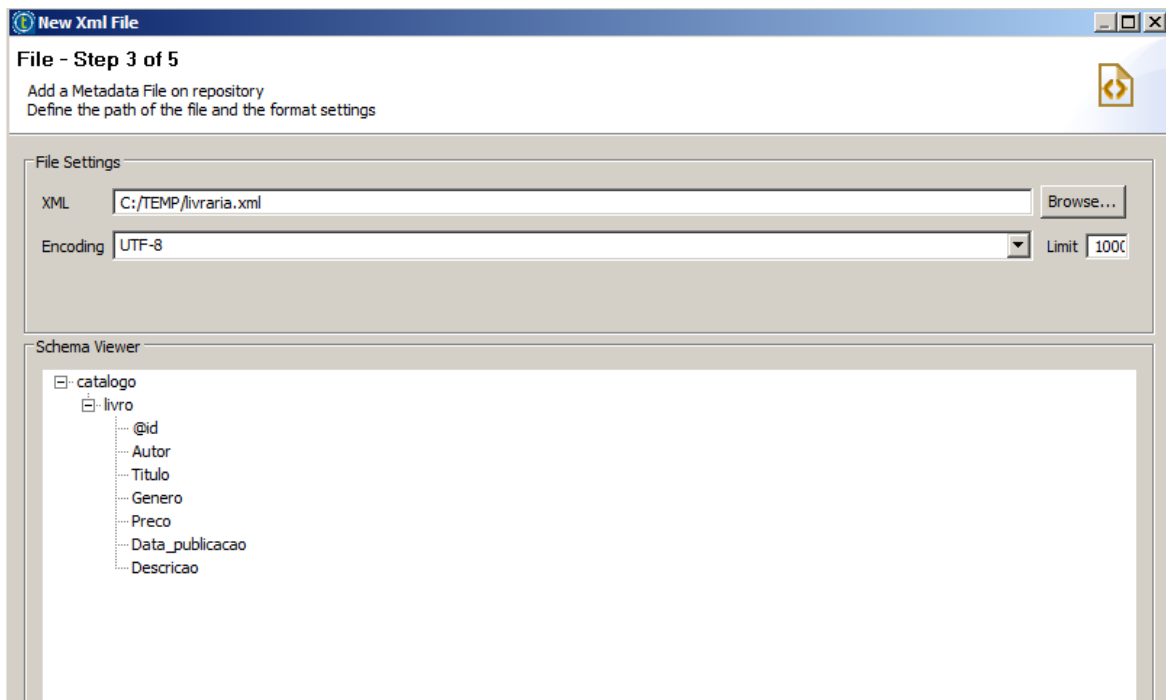 New Xml File
File - Step 3 of 5
Add a Metadata File on repository
Define the path of the file and the format settings
File Settings
XML C:/TEMP/livraria.xml Browse...
Encoding UTF-8 Limit 1000
Schema Viewer
catalogo
livro
@id
Autor
Titulo
Genero
Preco
Data_publicacao
Descricao